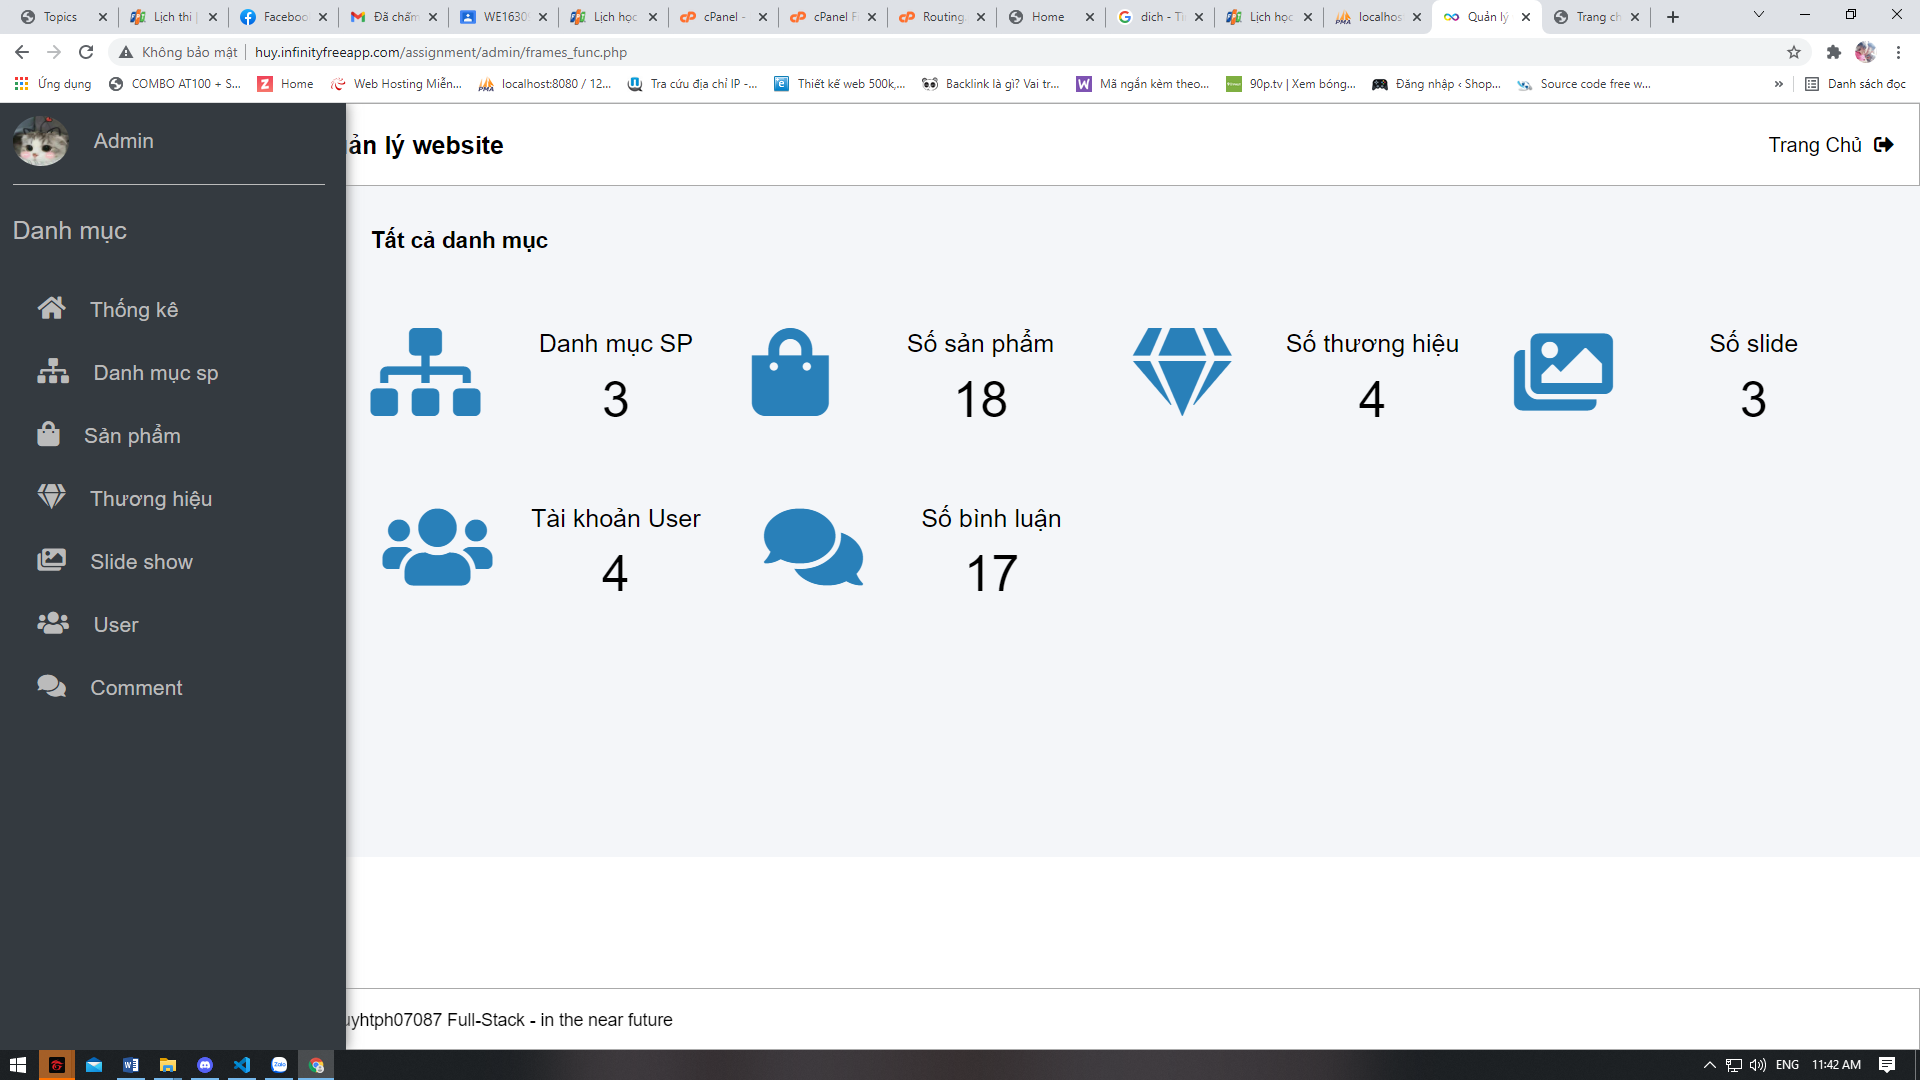 Topics
Lịch thi |
Facebook
Đã chấm
WE1630
Lịch học
cPanel -
cPanel F
Routing.
Home
dich - Tì
Lịch học
localhos
Quản lý
Trang ch
Không bảo mật
huy.infinityfreeapp.com/assignment/admin/frames_func.php
Ứng dụng
COMBO AT100 + S...
Home
Web Hosting Miễn...
localhost:8080 / 12...
Tra cứu địa chỉ IP -...
Thiết kế web 500k,...
Backlink là gì? Vai tr...
Mã ngắn kèm theo...
90p.tv | Xem bóng...
Đăng nhập ‹ Shop...
Source code free w...
»
Danh sách đọc
Admin
ản lý website
Trang Chủ
Danh mục
Tất cả danh mục
Thống kê
Danh mục sp
Sản phẩm
Thương hiệu
Slide show
User
Comment
Danh mục SP
3
Số sản phẩm
18
Số thương hiệu
4
Số slide
3
Tài khoản User
4
Số bình luận
17
uyhtph07087 Full-Stack - in the near future
Zalo
ENG
11:42 AM